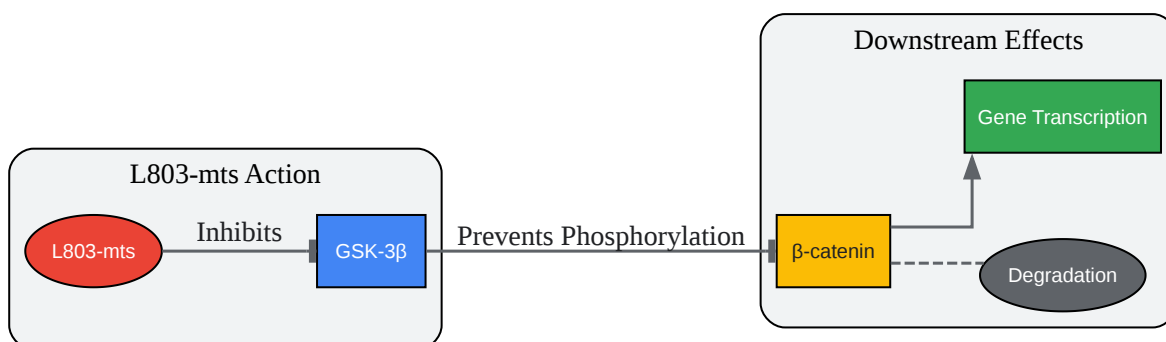 Downstream Effects
Gene Transcription
L803-mts Action
L803-mts
Inhibits
GSK-3β
Prevents Phosphorylation
β-catenin
Degradation